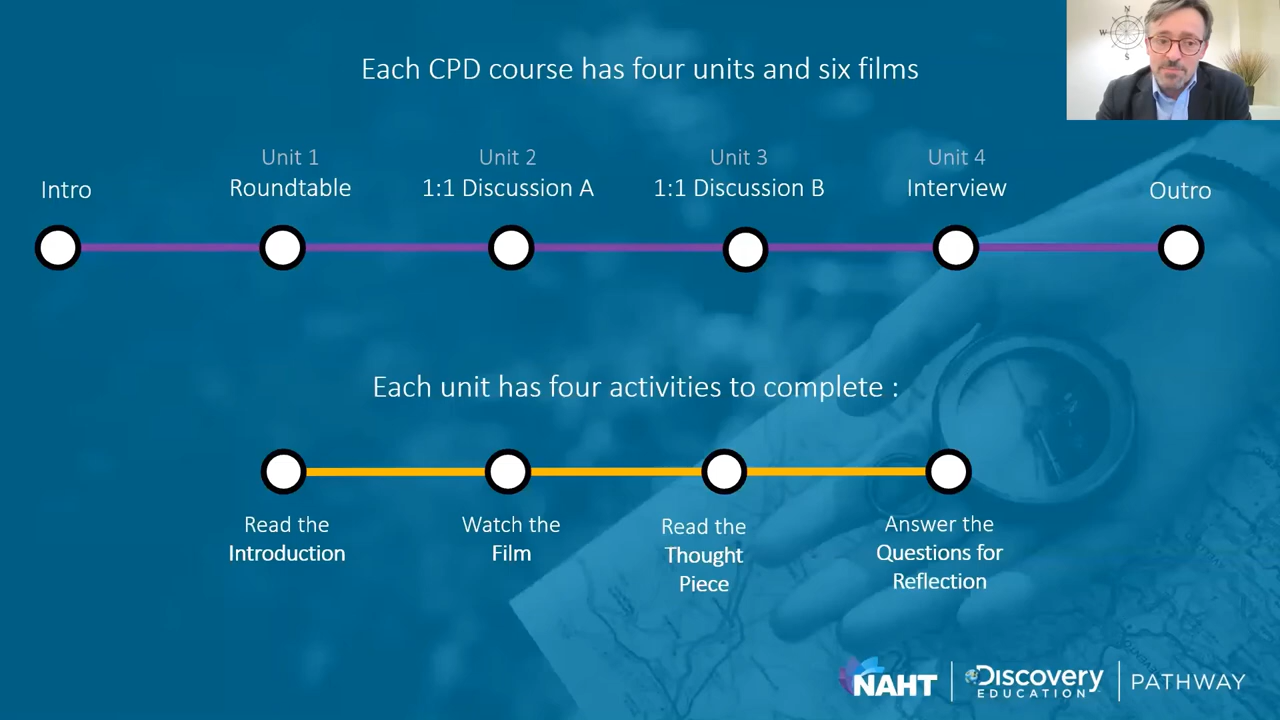 Each CPD course has four units and six films
N
W
S
Unit 1
Unit 2
Unit 3
Unit 4
Intro
Roundtable
1:1 Discussion A
1:1 Discussion B
Interview
Outro
Each unit has four activities to complete :
Read the
Introduction
Watch the
Film
Read the
Thought
Piece
Answer the
Questions for
Reflection
NAHT
Discovery
EDUCATION
PATHWAY